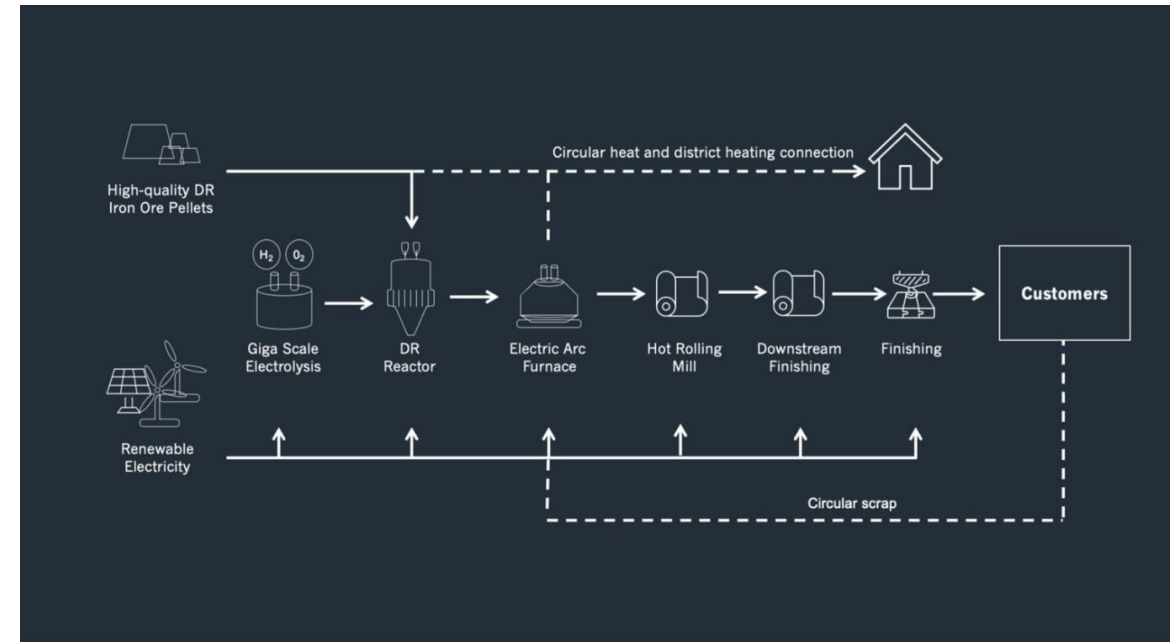 Circular heat and district heating connection
High-quality DR
Iron Ore Pellets
H₂ O₂
Customers
Giga Scale
Electrolysis
DR
Reactor
Electric Arc
Furnace
Hot Rolling
Mill
Downstream
Finishing
Finishing
Renewable
Electricity
Circular scrap